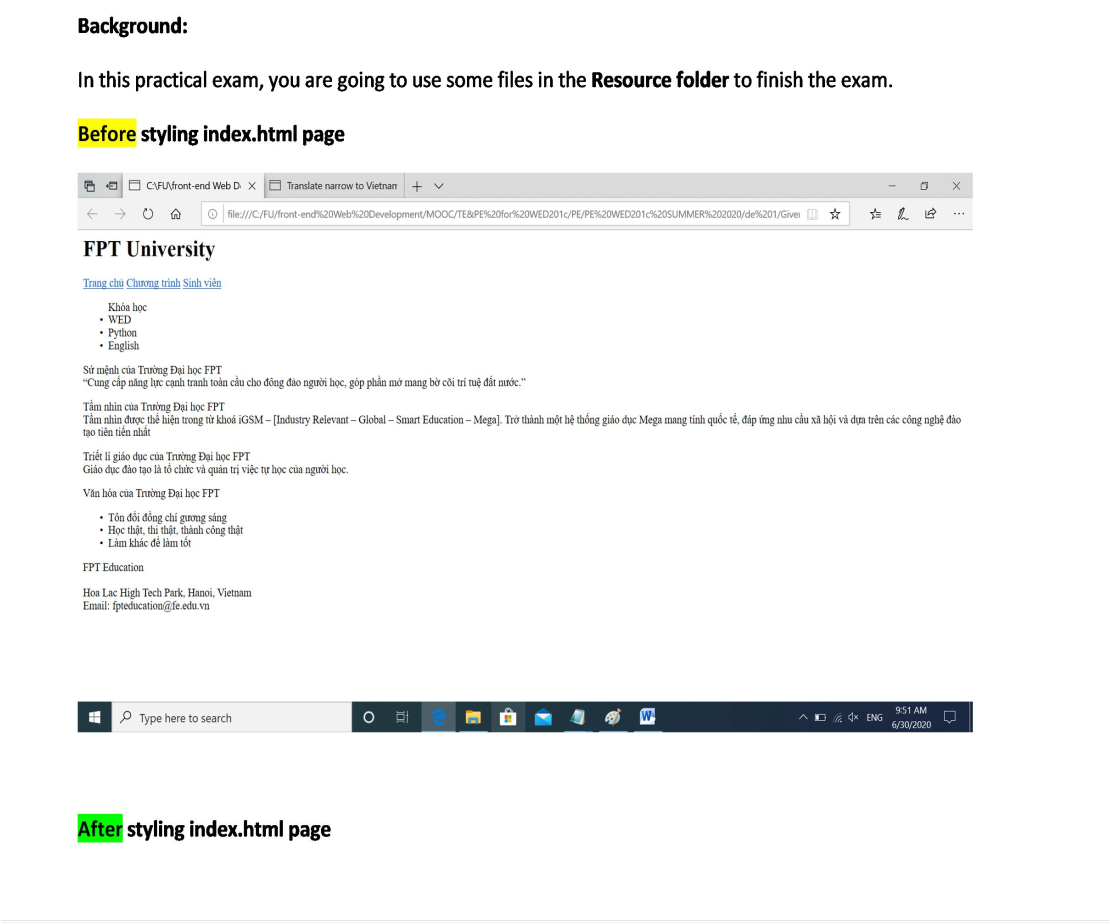 Background:
In this practical exam, you are going to use some files in the Resource folder to finish the exam.
Before styling index.html page
C:\FU\front-end Web D
Translate narrow to Vietnam
file:///C:/FU/front-end%20Web%20Development/MOOC/TE&PE%20for%20WED201c/PE/PE%20WED201c%20SUMMER%202020/de%201/Give
FPT University
Trang chủ Chương trình Sinh viên
Khóa học
• WED
• Python
• English
Sứ mệnh của Trường Đại học FPT
“Cung cấp năng lực cạnh tranh toàn cầu cho đông đảo người học, góp phần mở mang bờ cõi trí tuệ đất nước.”
Tầm nhìn của Trường Đại học FPT
Tầm nhìn được thể hiện trong từ khoá iGSM – [Industry Relevant – Global – Smart Education – Mega]. Trở thành một hệ thống giáo dục Mega mang tính quốc tế, đáp ứng nhu cầu xã hội và dựa trên các công nghệ đào
tạo tiên tiến nhất
Triết lí giáo dục của Trường Đại học FPT
Giáo dục đào tạo là tổ chức và quản trị việc tự học của người học.
Văn hóa của Trường Đại học FPT
• Tôn đổi đồng chí gương sáng
• Học thật, thi thật, thành công thật
• Làm khác để làm tốt
FPT Education
Hoa Lac High Tech Park, Hanoi, Vietnam
Email: fpteducation@fe.edu.vn
Type here to search
ENG
9:51 AM
6/30/2020
After styling index.html page